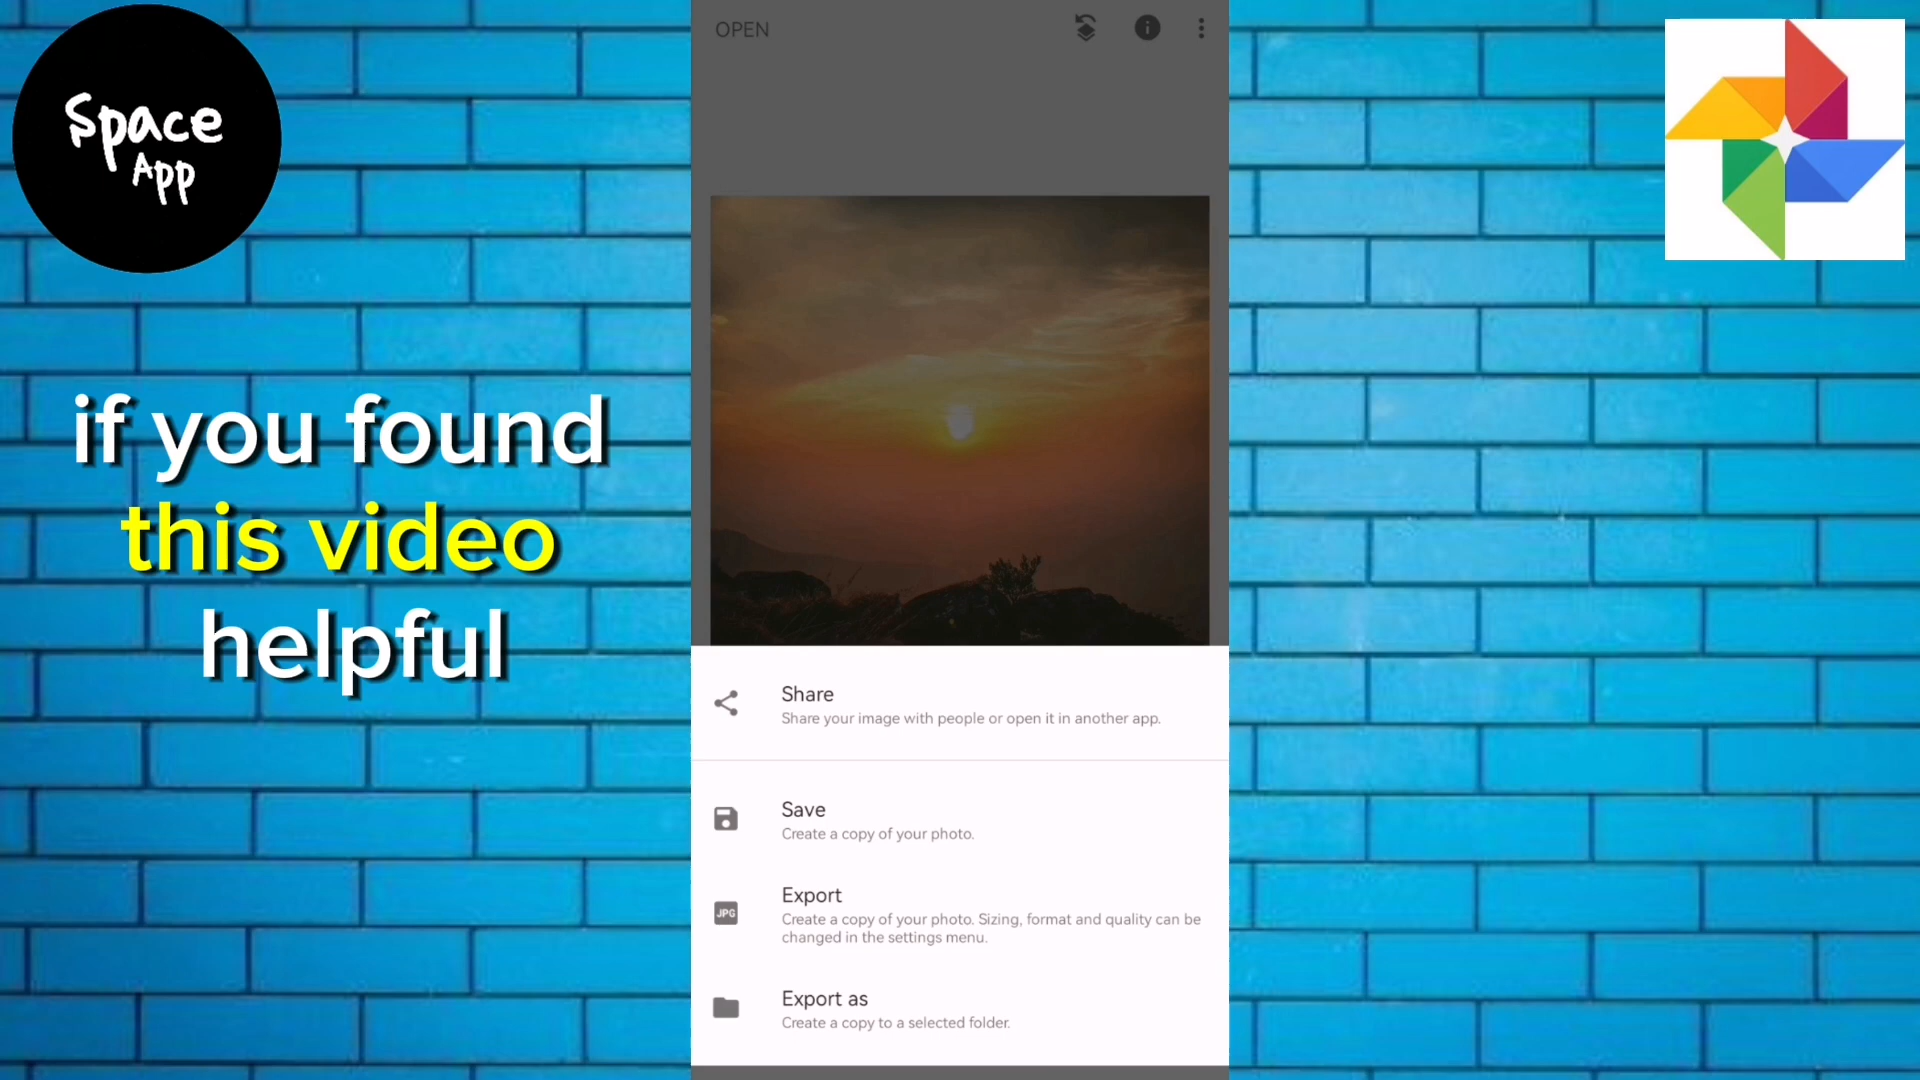 Space
App
OPEN
if you found
this video
helpful
Share
Share your image with people or open it in another app.
Save
Create a copy of your photo.
JPG
Export
Create a copy of your photo. Sizing, format and quality can be
changed in the settings menu.
Export as
Create a copy to a selected folder.